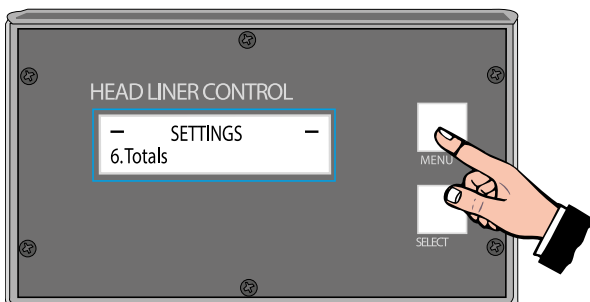 HEAD LINER CONTROL
– SETTINGS –
6.Totals
MENU
SELECT